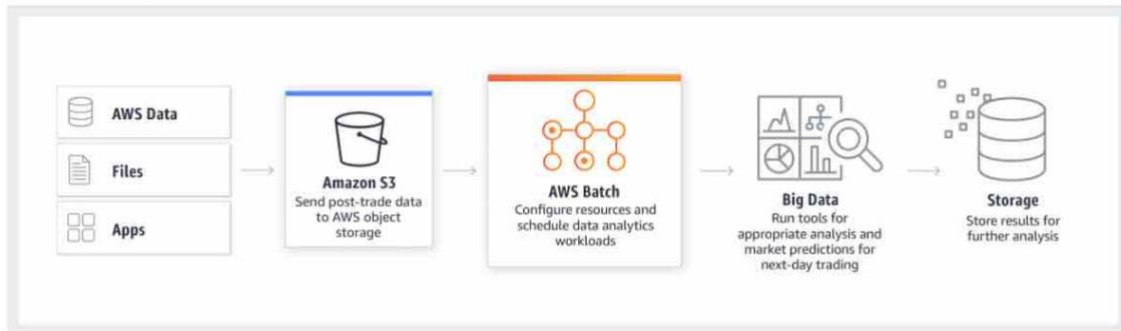 AWS Data
Files
Apps
Amazon S3
Send post-trade data
to AWS object
storage
AWS Batch
Configure resources and
schedule data analytics
workloads
Big Data
Run tools for
appropriate analysis and
market predictions for
next-day trading
Storage
Store results for
further analysis